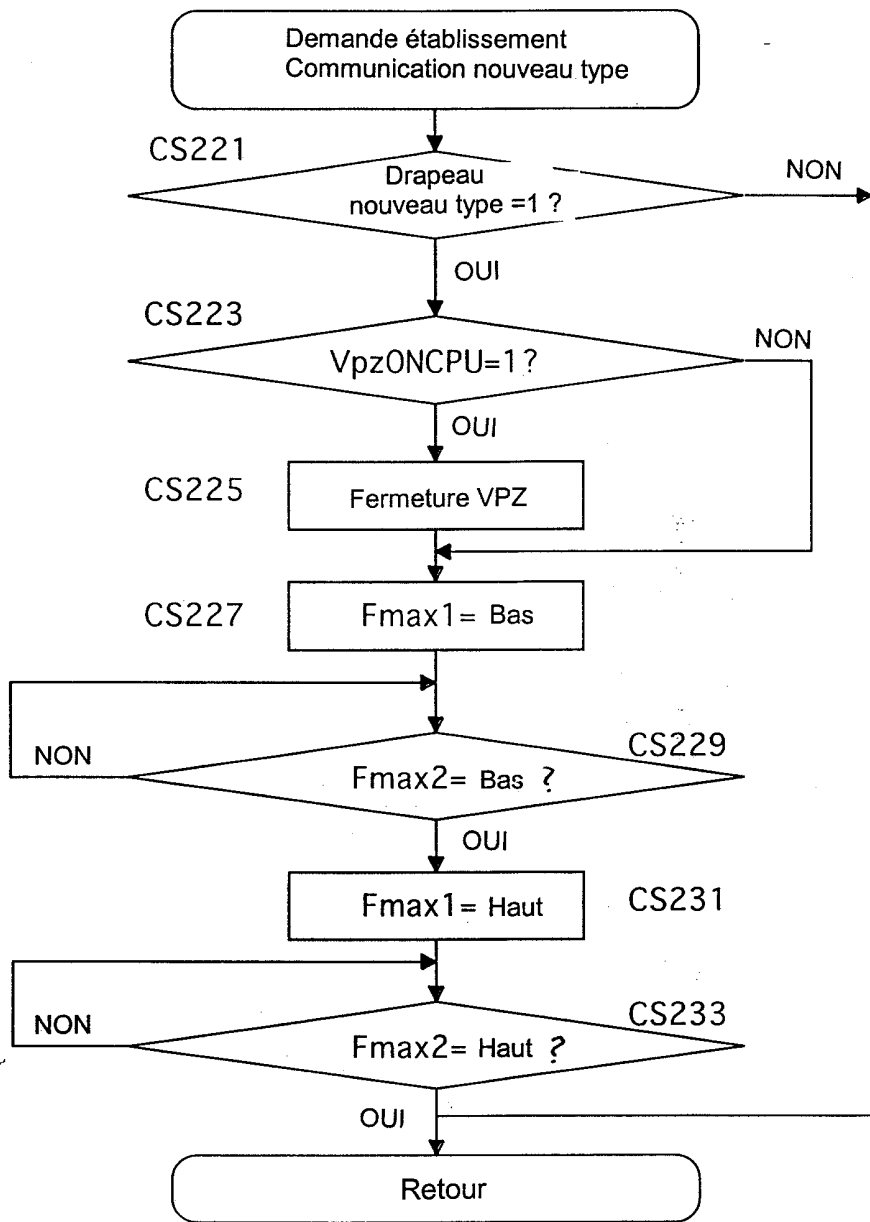 Demande établissement
Communication nouveau type
CS221
Drapeau
nouveau type =1 ?
NON
OUI
CS223
VpzONCPU=1?
NON
OUI
CS225
Fermeture VPZ
CS227
Fmax1= Bas
NON
CS229
Fmax2= Bas ?
OUI
Fmax1= Haut
CS231
NON
CS233
Fmax2= Haut ?
OUI
Retour